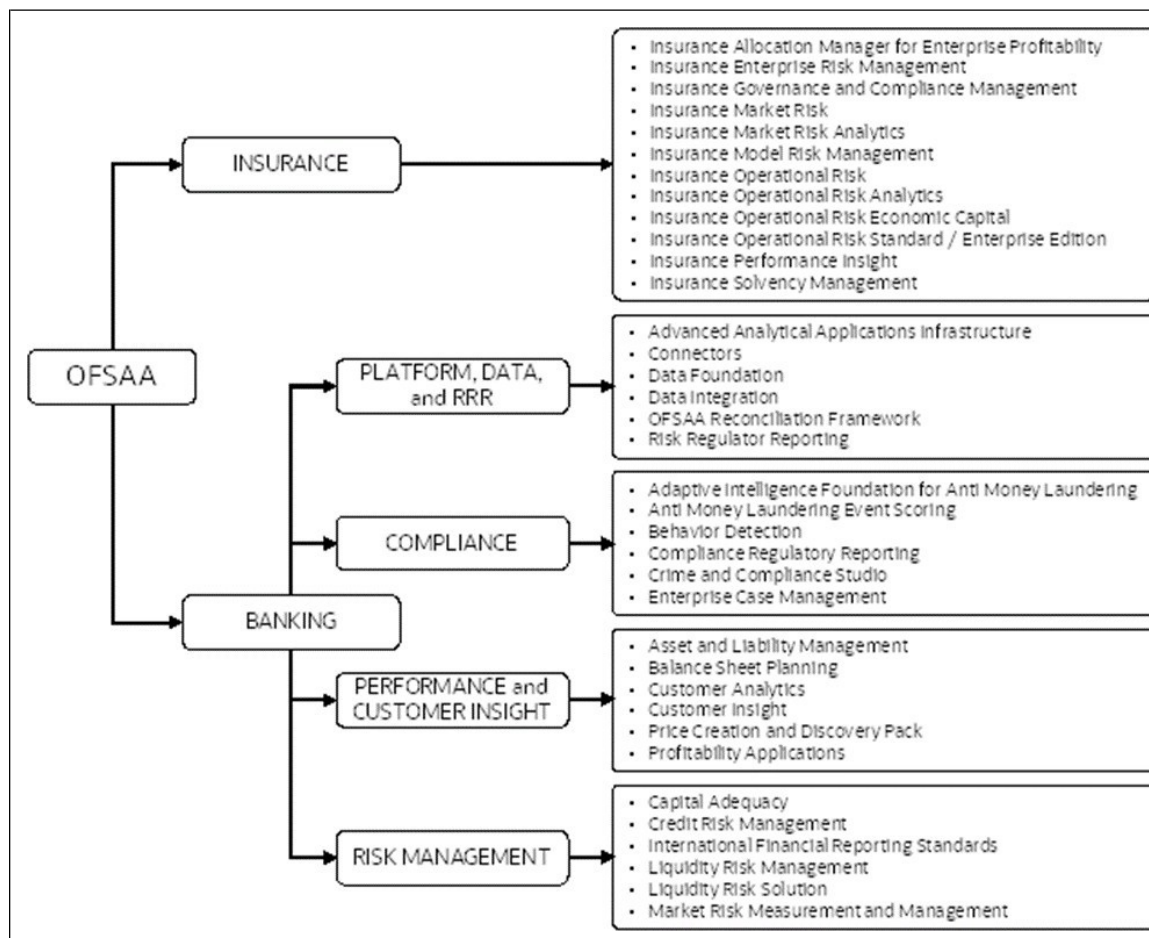 OFSAA
INSURANCE
• Insurance Allocation Manager for Enterprise Profitability
• Insurance Enterprise Risk Management
• Insurance Governance and Compliance Management
• Insurance Market Risk
• Insurance Market Risk Analytics
• Insurance Model Risk Management
• Insurance Operational Risk
• Insurance Operational Risk Analytics
• Insurance Operational Risk Economic Capital
• Insurance Operational Risk Standard / Enterprise Edition
• Insurance Performance Insight
• Insurance Solvency Management
BANKING
PLATFORM, DATA,
and RRR
• Advanced Analytical Applications Infrastructure
• Connectors
• Data Foundation
• Data Integration
• OFSAA Reconciliation Framework
• Risk Regulator Reporting
COMPLIANCE
• Adaptive Intelligence Foundation for Anti Money Laundering
• Anti Money Laundering Event Scoring
• Behavior Detection
• Compliance Regulatory Reporting
• Crime and Compliance Studio
• Enterprise Case Management
PERFORMANCE and
CUSTOMER INSIGHT
• Asset and Liability Management
• Balance Sheet Planning
• Customer Analytics
• Customer Insight
• Price Creation and Discovery Pack
• Profitability Applications
RISK MANAGEMENT
• Capital Adequacy
• Credit Risk Management
• International Financial Reporting Standards
• Liquidity Risk Management
• Liquidity Risk Solution
• Market Risk Measurement and Management